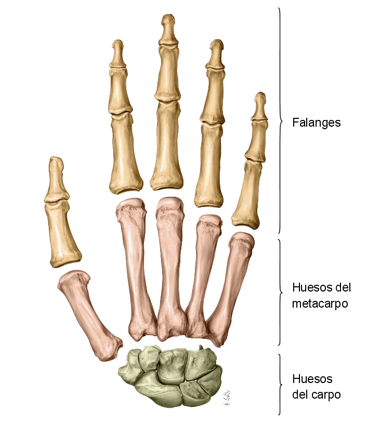 Falanges
Huesos del
metacarpo
Huesos
del carpo